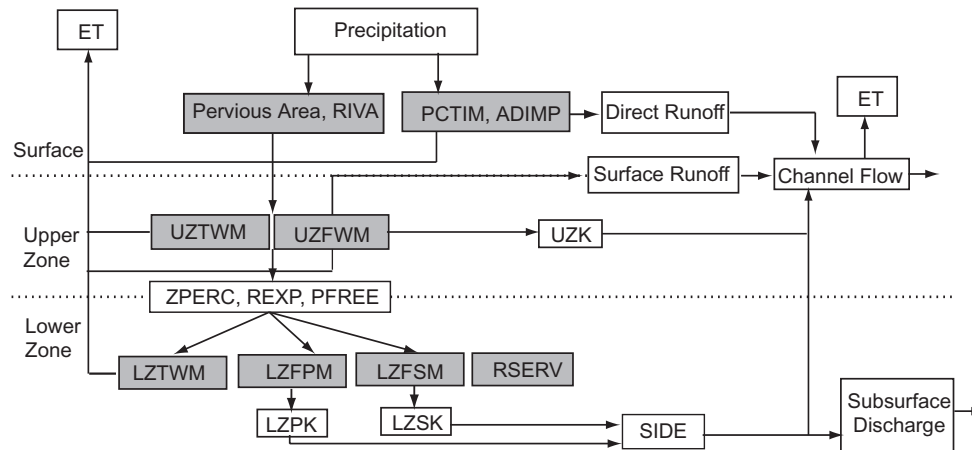 ET
Precipitation
Pervious Area, RIVA
PCTIM, ADIMP
Direct Runoff
ET
Surface
Surface Runoff
Channel Flow
UZTWM
UZFWM
UZK
Upper
Zone
ZPERC, REXP, PFREE
Lower
Zone
LZTWM
LZFPM
LZFSM
RSERV
LZPK
LZSK
SIDE
Subsurface
Discharge